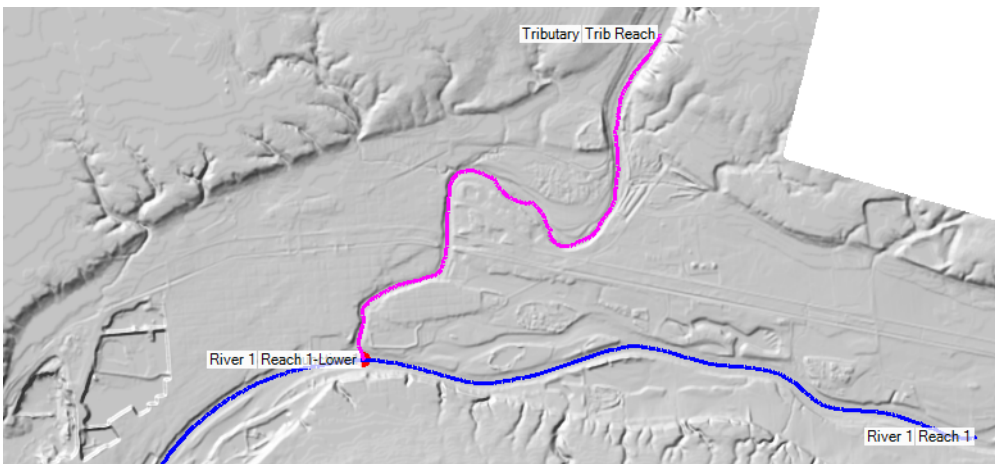 Tributary Trib Reach
River 1 Reach 1-Lower
River 1 Reach 1